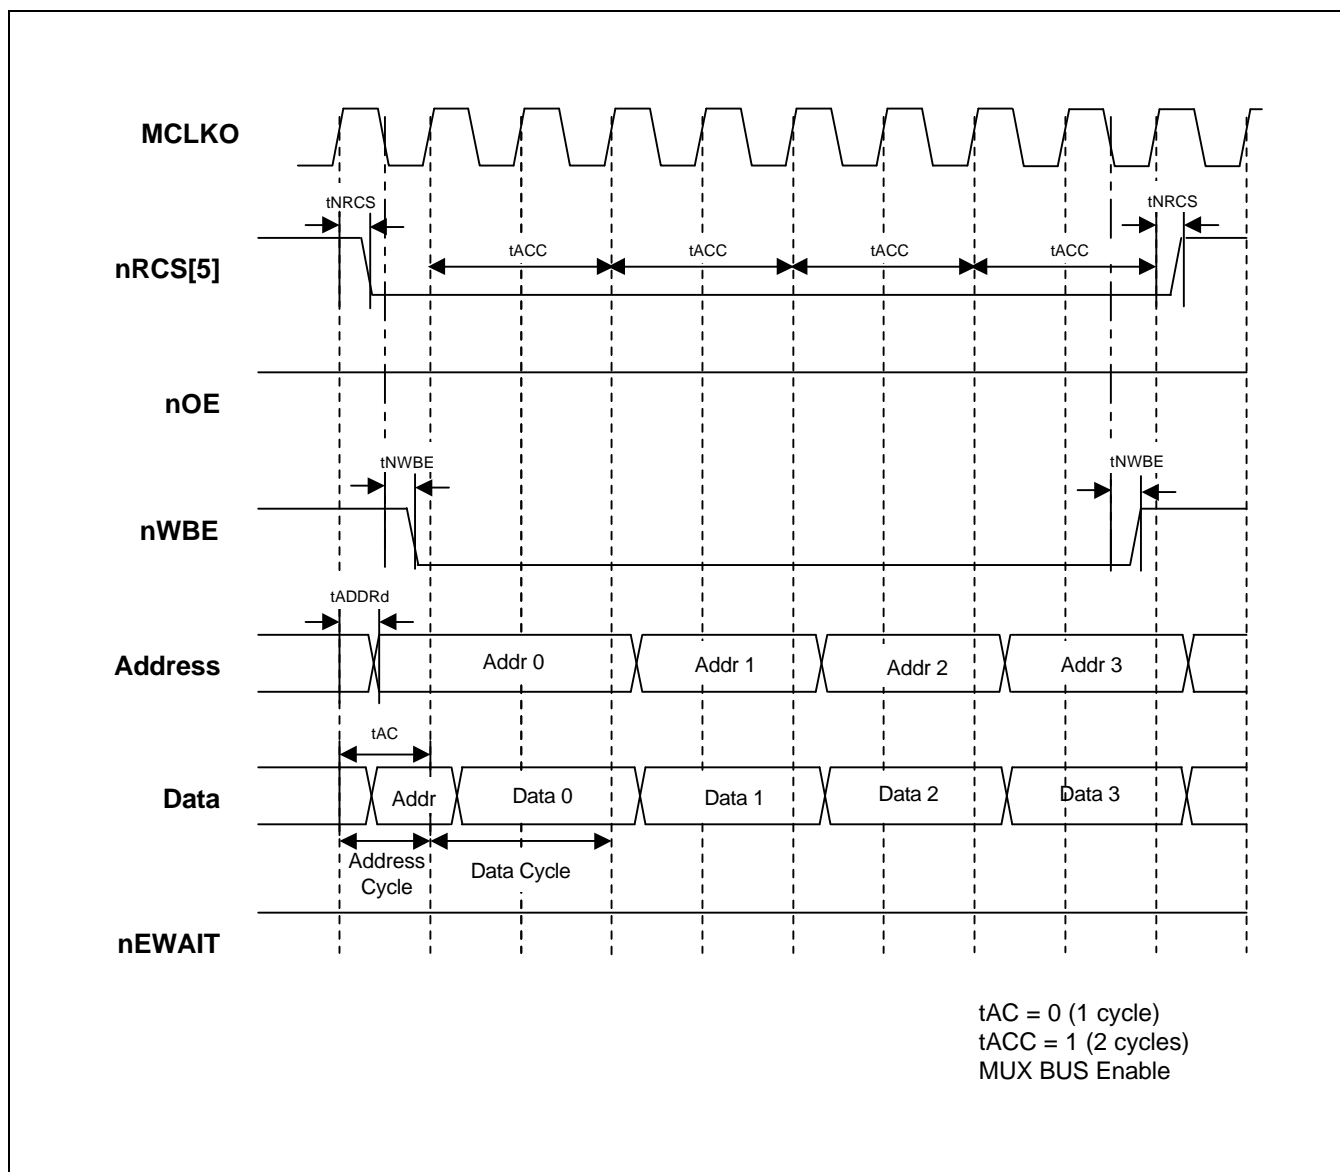 MCLKO
tNRCS
tNRCS
nRCS[5]
tACC
tACC
tACC
tACC
nOE
tNWBE
tNWBE
nWBE
tADDRd
Address
Addr 0
Addr 1
Addr 2
Addr 3
tAC
Data
Addr
Data 0
Data 1
Data 2
Data 3
Address
Cycle
Data Cycle
nEWAIT
tAC = 0 (1 cycle)
tACC = 1 (2 cycles)
MUX BUS Enable